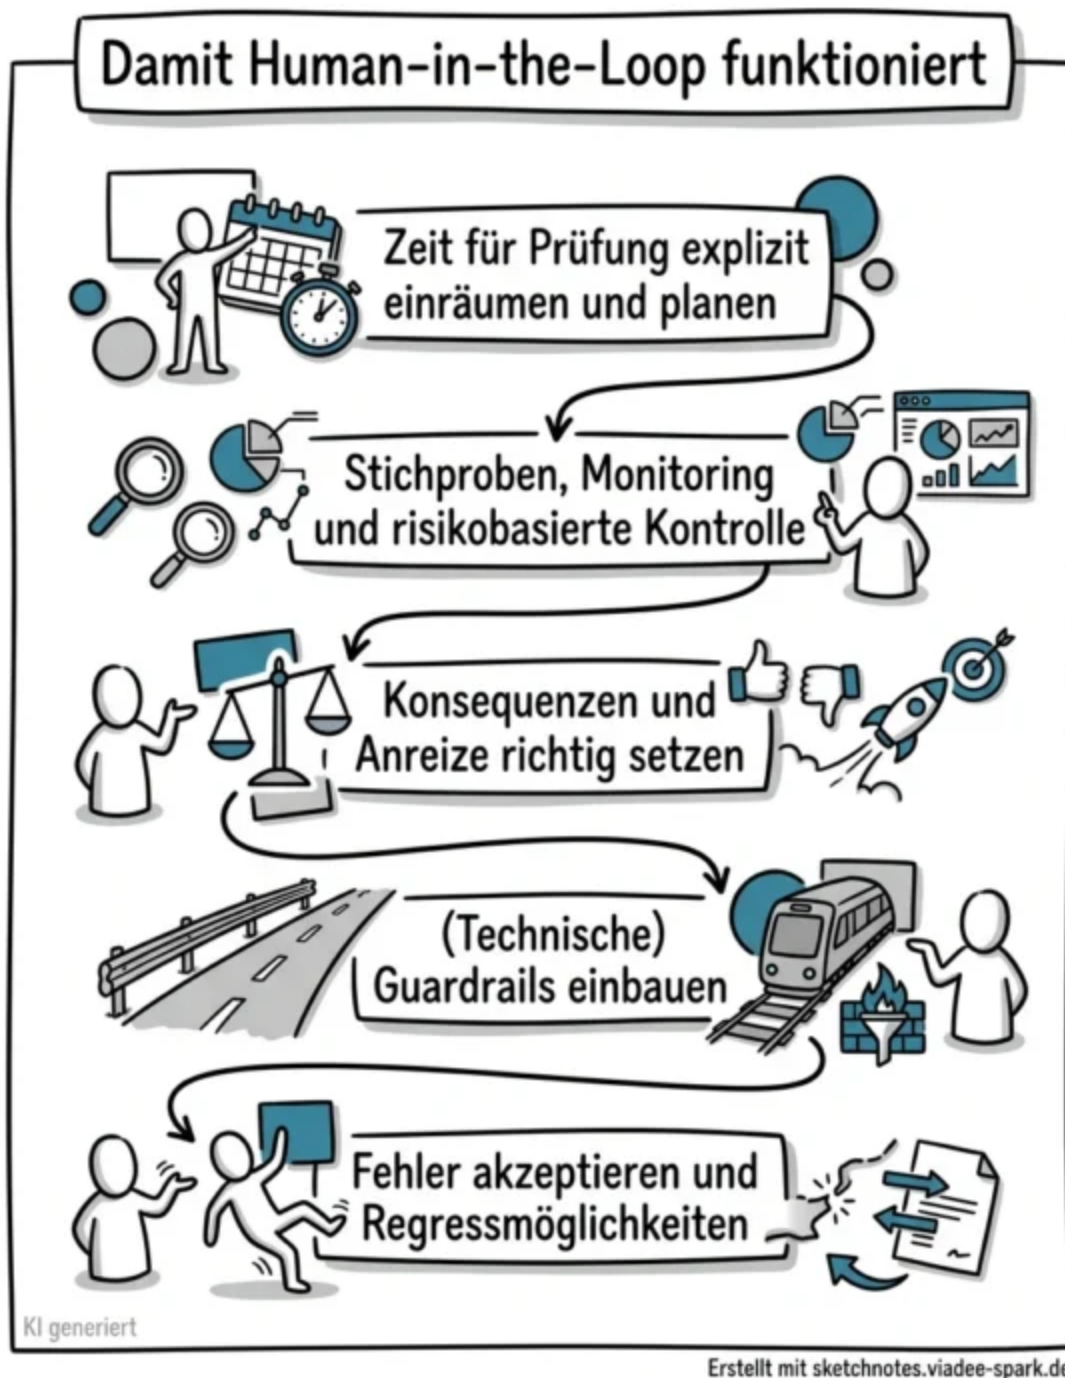 Damit Human-in-the-Loop funktioniert
Zeit für Prüfung explizit
einräumen und planen
Stichproben, Monitoring
und risikobasierte Kontrolle
Konsequenzen und
Anreize richtig setzen
(Technische)
Guardrails einbauen
Fehler akzeptieren und
Regressmöglichkeiten
KI generiert
Erstellt mit sketchnotes.viadee-spark.de